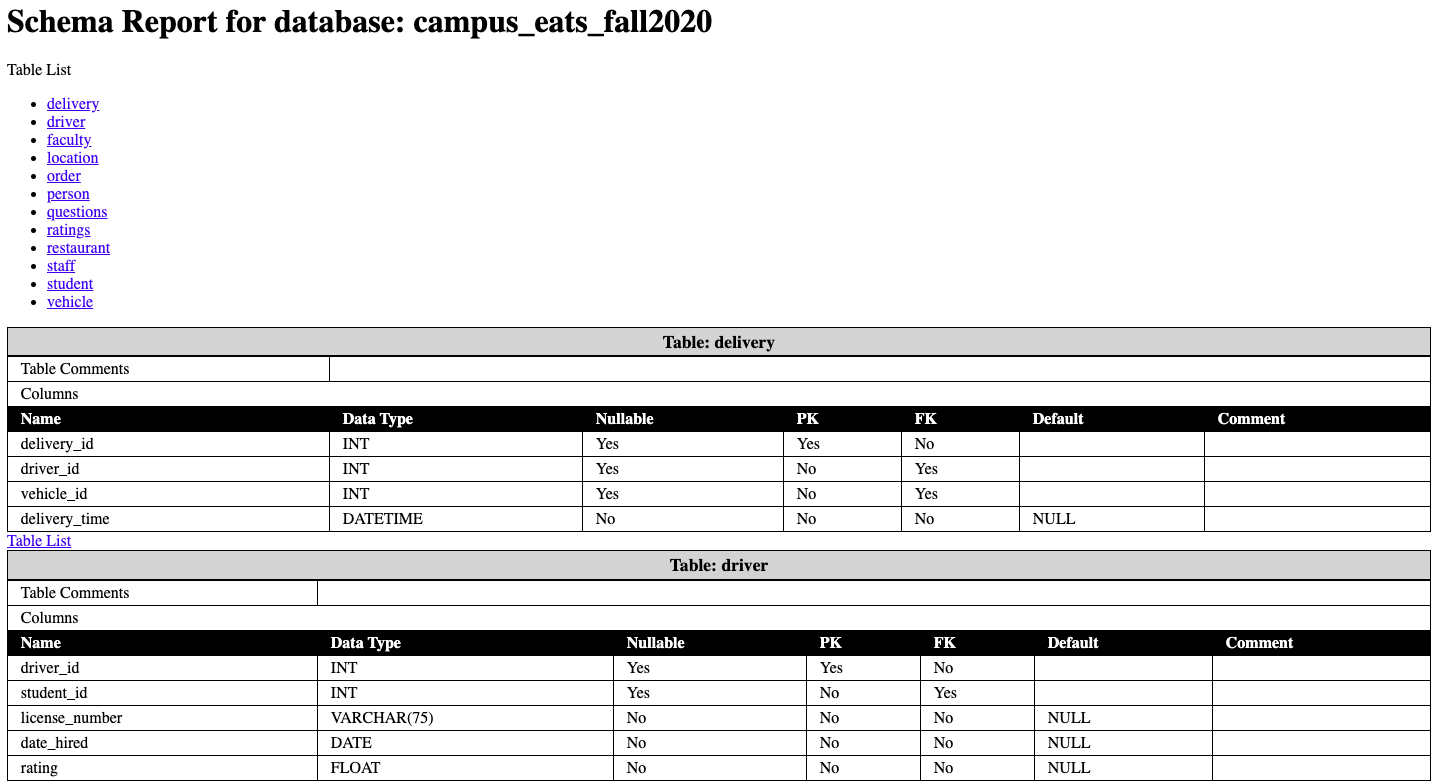 Schema Report for database: campus_eats_fall2020
Table List
delivery
driver
faculty
location
order
person
questions
ratings
restaurant
staff
student
vehicle
Table: delivery
Table Comments
Columns
Name Data Type Nullable PK FK Default Comment
delivery_id INT Yes Yes No
driver_id INT Yes No Yes
vehicle_id INT Yes No Yes
delivery_time DATETIME No No No NULL
Table List
Table: driver
Table Comments
Columns
Name Data Type Nullable PK FK Default Comment
driver_id INT Yes Yes No
student_id INT Yes No Yes
license_number VARCHAR(75) No No No NULL
date_hired DATE No No No NULL
rating FLOAT No No No NULL